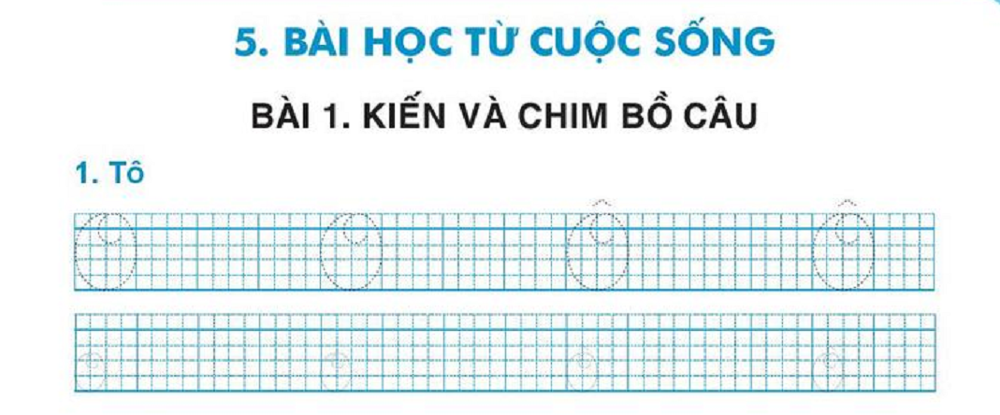 5. BÀI HỌC TỪ CUỘC SỐNG
BÀI 1. KIẾN VÀ CHIM BỒ CÂU
1. Tô
O O Ô Ô